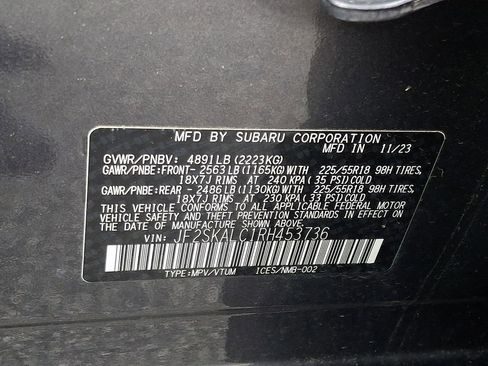 MFD BY SUBARU CORPORATION
MFD IN 11/23
GVWR/PNBV: 4891LB(2223KG)
GAWR/PNBE:FRONT- 2563LB(1165KG)WITH 225/55R18 98H TIRES,
18X7J RIMS AT 240 KPA(35 PSI)COLD
GAWR/PNBE:REAR - 2486LB(1130KG)WITH 225/55R18 98H TIRES,
18X7J RIMS AT 230 KPA(33 PSI)COLD
THIS VEHICLE CONFORMS TO ALL APPLICABLE FEDERAL MOTOR
VEHICLE SAFETY AND THEFT PREVENTION STANDARDS IN EFFECT
ON THE DATE OF MANUFACTURE SHOWN ABOVE.
VIN: JF2SKALC1RH453736
TYPE:MPV/VTUM ICES/NMB-002